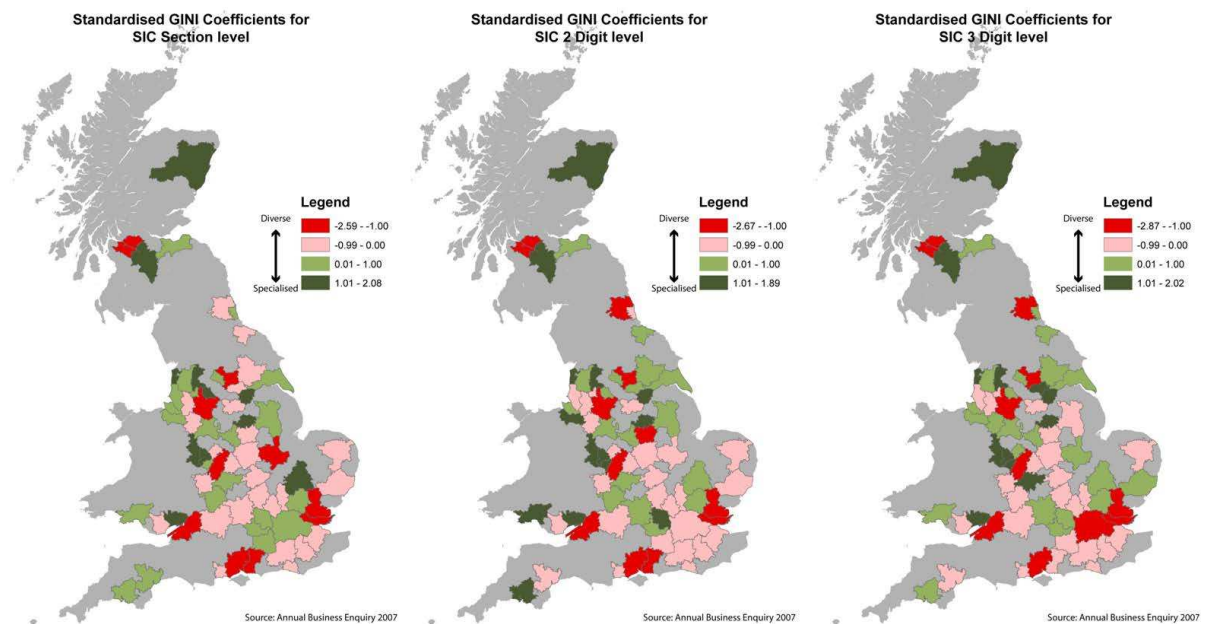 Standardised GINI Coefficients for
SIC Section level
Legend
Diverse
-2.59 - -1.00
-0.99 - 0.00
0.01 - 1.00
Specialised
1.01 - 2.08
Source: Annual Business Enquiry 2007
Standardised GINI Coefficients for
SIC 2 Digit level
Legend
Diverse
-2.67 - -1.00
-0.99 - 0.00
0.01 - 1.00
Specialised
1.01 - 1.89
Source: Annual Business Enquiry 2007
Standardised GINI Coefficients for
SIC 3 Digit level
Legend
Diverse
-2.87 - -1.00
-0.99 - 0.00
0.01 - 1.00
Specialised
1.01 - 2.02
Source: Annual Business Enquiry 2007